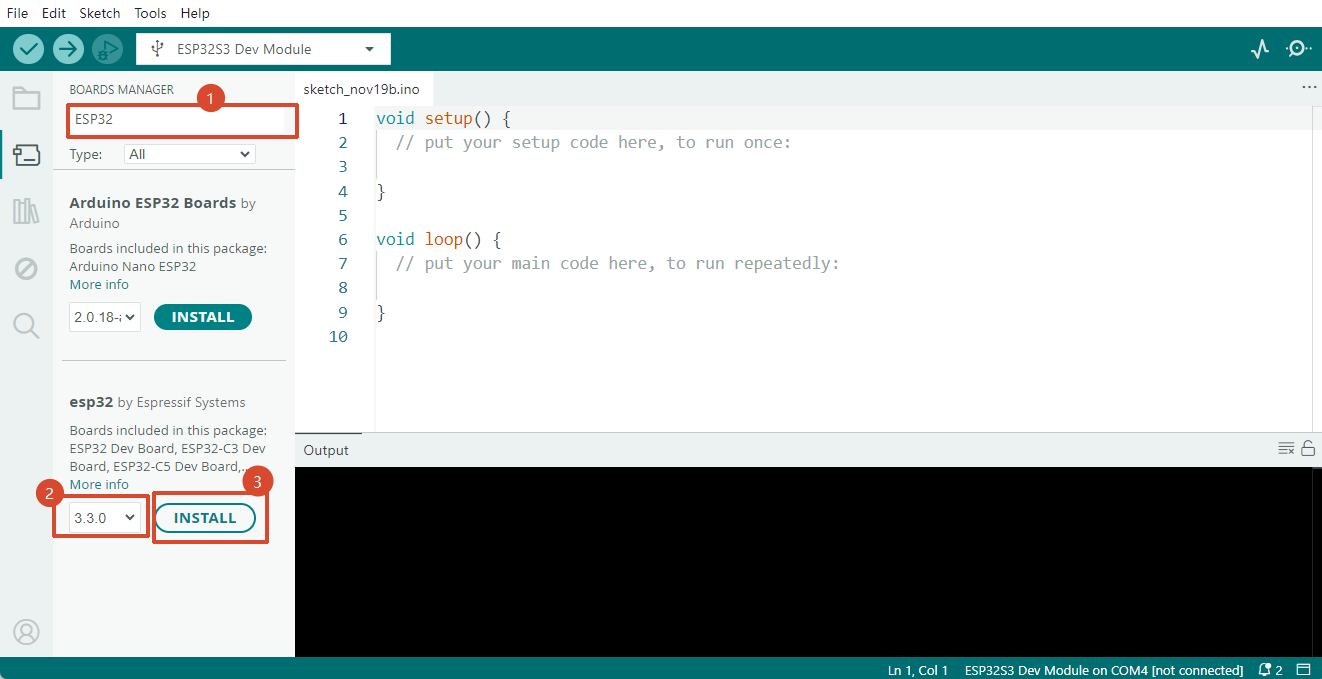 File Edit Sketch Tools Help
ESP32S3 Dev Module
BOARDS MANAGER
1
ESP32
Type: All
Arduino ESP32 Boards by
Arduino
Boards included in this package:
Arduino Nano ESP32
More info
2.0.18-a INSTALL
esp32 by Espressif Systems
Boards included in this package:
ESP32 Dev Board, ESP32-C3 Dev
Board, ESP32-C5 Dev Board,...
More info
2
3
3.3.0 INSTALL
sketch_nov19b.ino
1 void setup() {
2 // put your setup code here, to run once:
3
4 }
5
6 void loop() {
7 // put your main code here, to run repeatedly:
8
9 }
10
Output
Ln 1, Col 1 ESP32S3 Dev Module on COM4 [not connected] 2